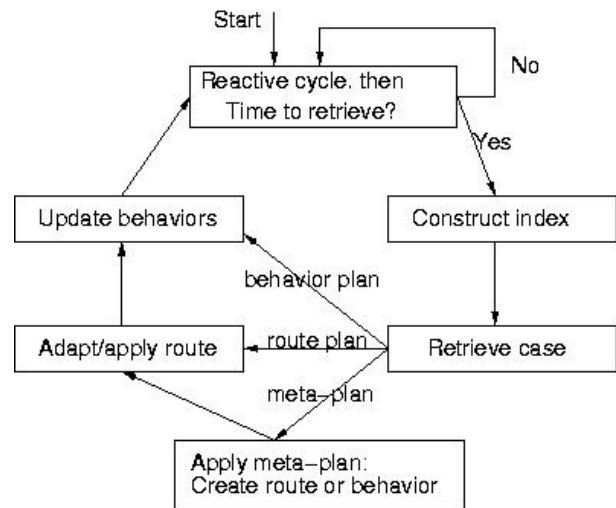 Start
No
Reactive cycle, then
Time to retrieve?
Yes
Update behaviors
Construct index
behavior plan
Adapt/apply route
route plan
Retrieve case
meta-plan
Apply meta-plan:
Create route or behavior